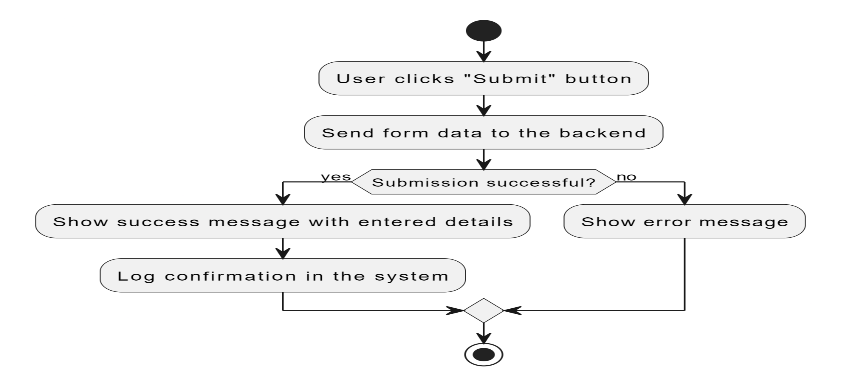 User clicks "Submit" button
Send form data to the backend
yes
Submission successful?
no
Show success message with entered details
Show error message
Log confirmation in the system